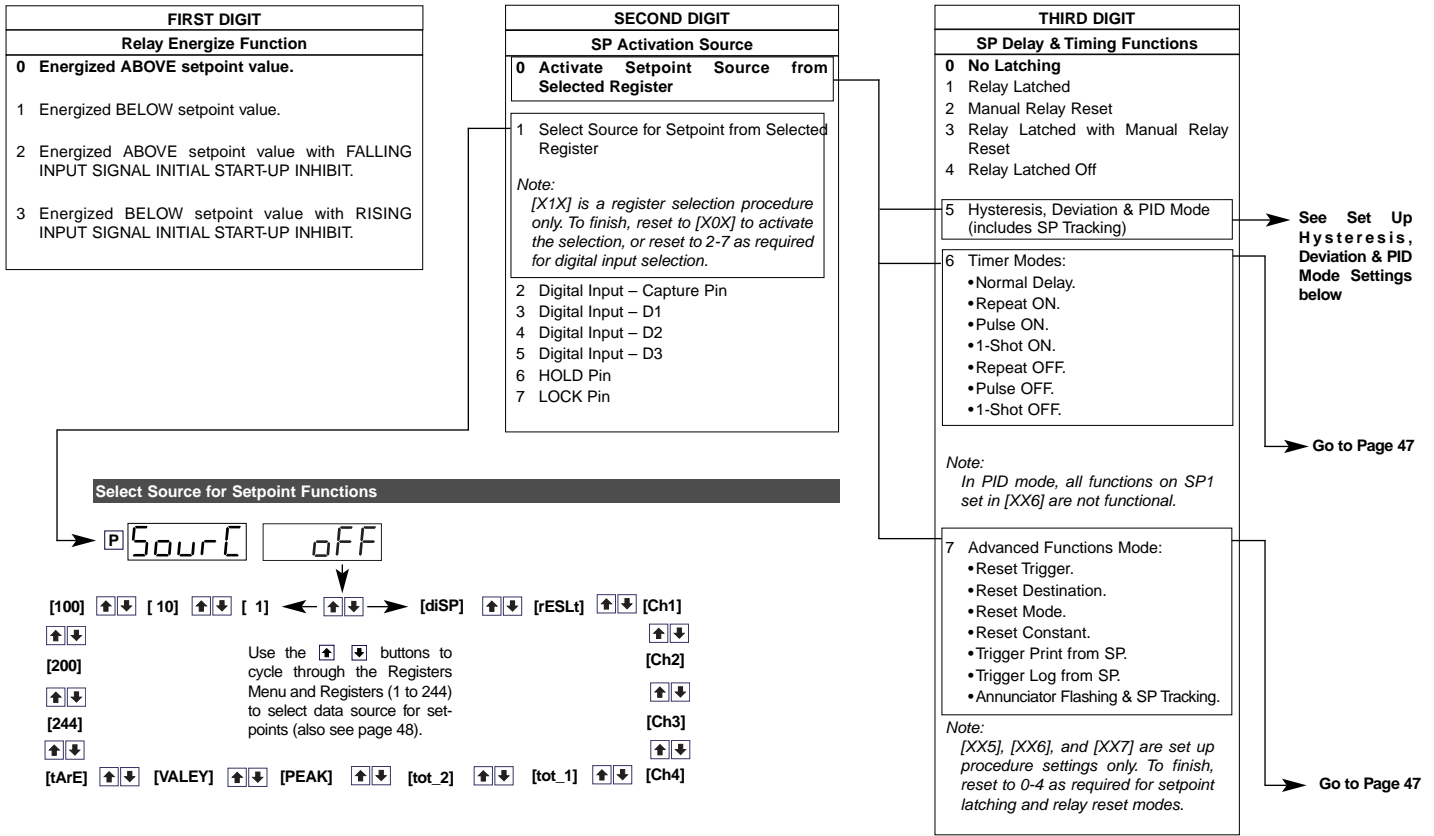 FIRST DIGIT
Relay Energize Function
0 Energized ABOVE setpoint value.
1 Energized BELOW setpoint value.
2 Energized ABOVE setpoint value with FALLING
INPUT SIGNAL INITIAL START-UP INHIBIT.
3 Energized BELOW setpoint value with RISING
INPUT SIGNAL INITIAL START-UP INHIBIT.
SECOND DIGIT
SP Activation Source
0 Activate Setpoint Source from
Selected Register
1 Select Source for Setpoint from Selected
Register
Note:
[X1X] is a register selection procedure
only. To finish, reset to [X0X] to activate
the selection, or reset to 2-7 as required
for digital input selection.
2 Digital Input – Capture Pin
3 Digital Input – D1
4 Digital Input – D2
5 Digital Input – D3
6 HOLD Pin
7 LOCK Pin
THIRD DIGIT
SP Delay & Timing Functions
0 No Latching
1 Relay Latched
2 Manual Relay Reset
3 Relay Latched with Manual Relay
Reset
4 Relay Latched Off
5 Hysteresis, Deviation & PID Mode
(includes SP Tracking)
See Set Up
Hysteresis,
Deviation & PID
Mode Settings
below
6 Timer Modes:
•Normal Delay.
•Repeat ON.
•Pulse ON.
•1-Shot ON.
•Repeat OFF.
•Pulse OFF.
•1-Shot OFF.
Go to Page 47
Note:
In PID mode, all functions on SP1
set in [XX6] are not functional.
7 Advanced Functions Mode:
•Reset Trigger.
•Reset Destination.
•Reset Mode.
•Reset Constant.
•Trigger Print from SP.
•Trigger Log from SP.
•Annunciator Flashing & SP Tracking.
Note:
[XX5], [XX6], and [XX7] are set up
procedure settings only. To finish,
reset to 0-4 as required for setpoint
latching and relay reset modes.
Go to Page 47
Select Source for Setpoint Functions
P SourC oFF
[100] [ 10] [ 1] [diSP] [rESLt] [Ch1]
[200] [Ch2]
[244] [Ch3]
[tArE] [VALEY] [PEAK] [tot_2] [tot_1] [Ch4]
Use the buttons to
cycle through the Registers
Menu and Registers (1 to 244)
to select data source for set-
points (also see page 48).